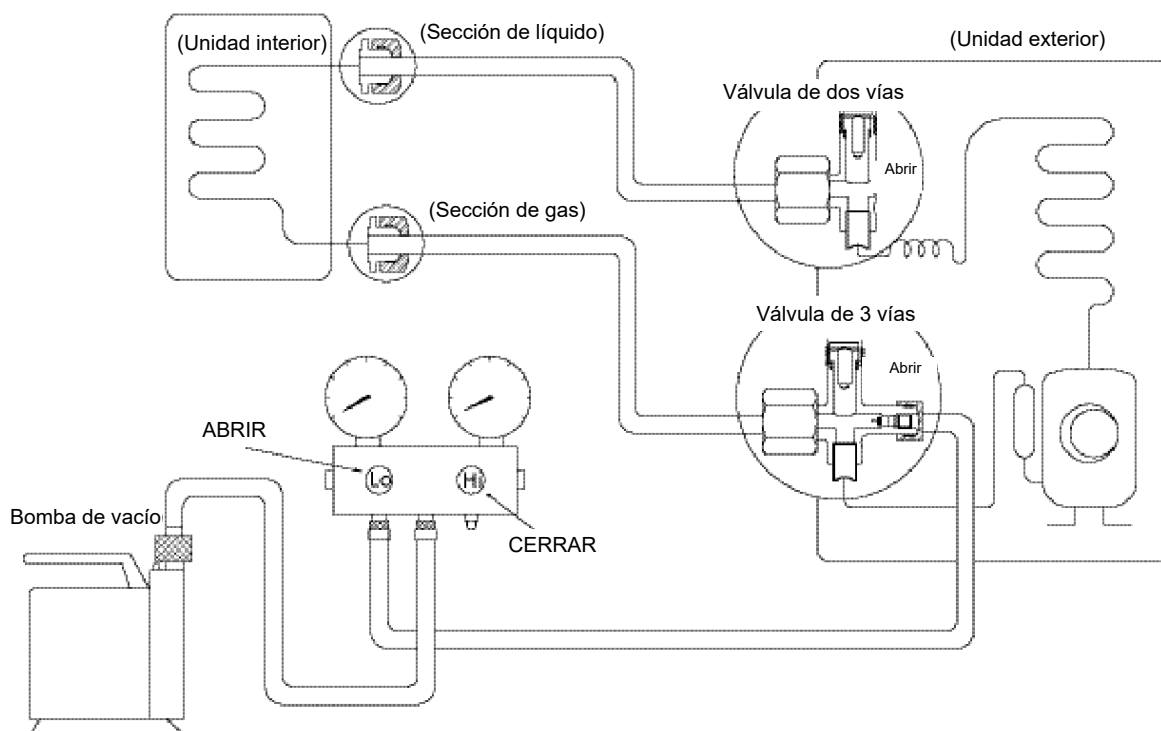 (Unidad interior)
(Sección de líquido)
(Unidad exterior)
Válvula de dos vías
Abrir
(Sección de gas)
Válvula de 3 vías
Abrir
ABRIR
Lo
Hi
Bomba de vacío
CERRAR